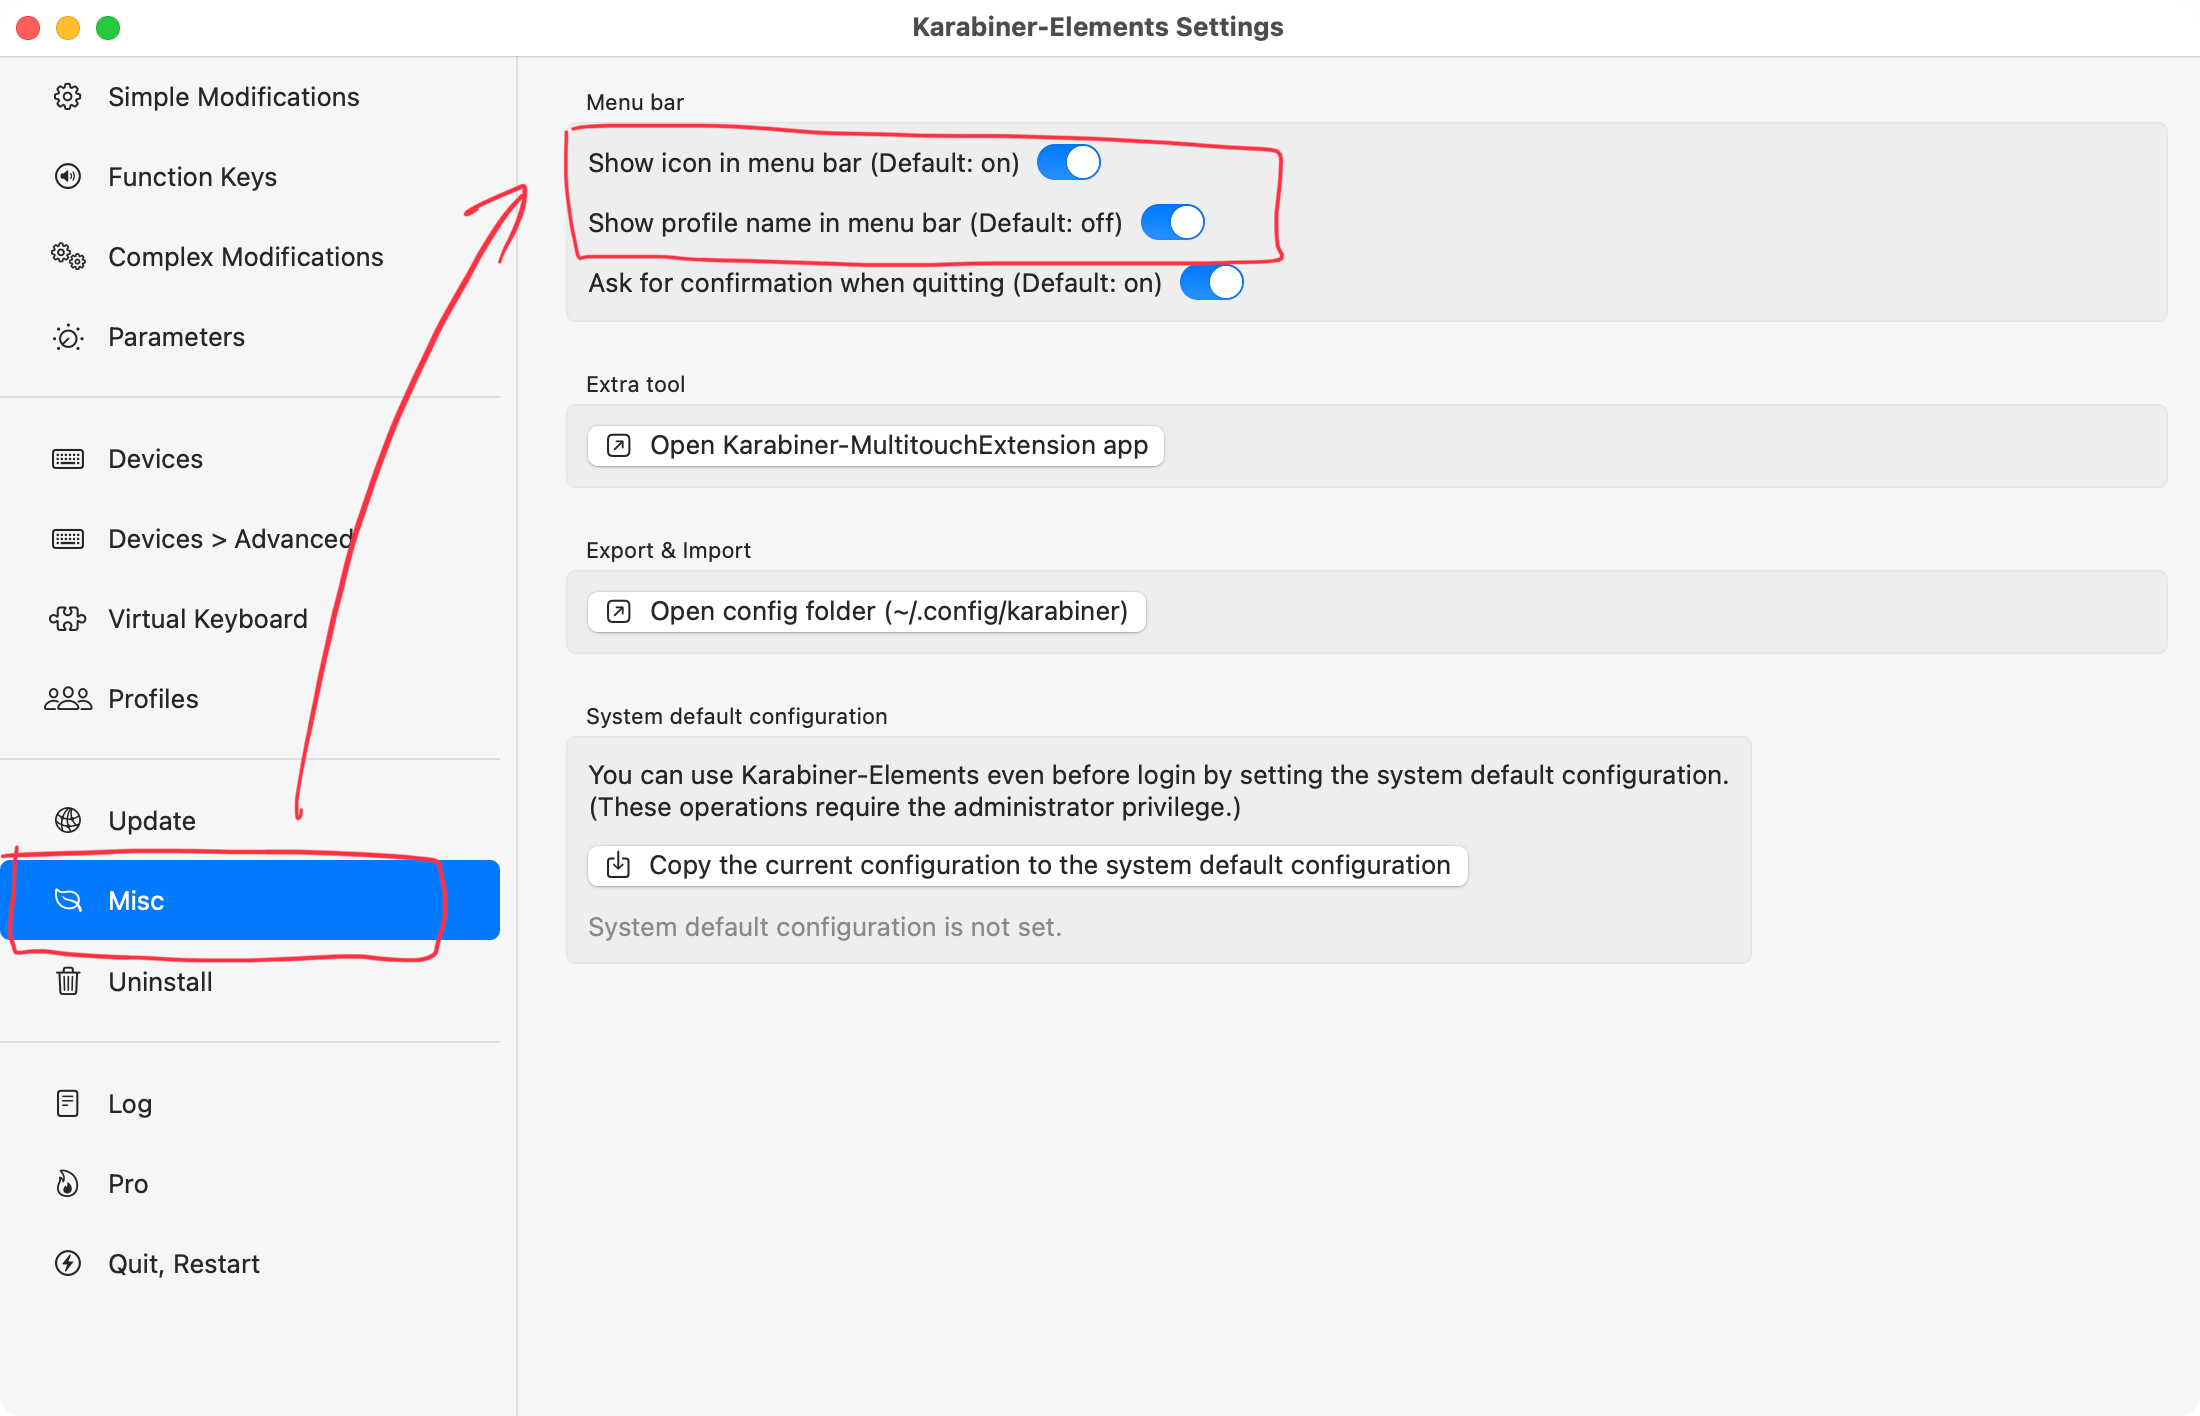 Karabiner-Elements Settings
Simple Modifications
Function Keys
Complex Modifications
Parameters
Devices
Devices > Advanced
Virtual Keyboard
Profiles
Update
Misc
Uninstall
Log
Pro
Quit, Restart
Menu bar
Show icon in menu bar (Default: on)
Show profile name in menu bar (Default: off)
Ask for confirmation when quitting (Default: on)
Extra tool
Open Karabiner-MultitouchExtension app
Export & Import
Open config folder (~/.config/karabiner)
System default configuration
You can use Karabiner-Elements even before login by setting the system default configuration.
(These operations require the administrator privilege.)
Copy the current configuration to the system default configuration
System default configuration is not set.